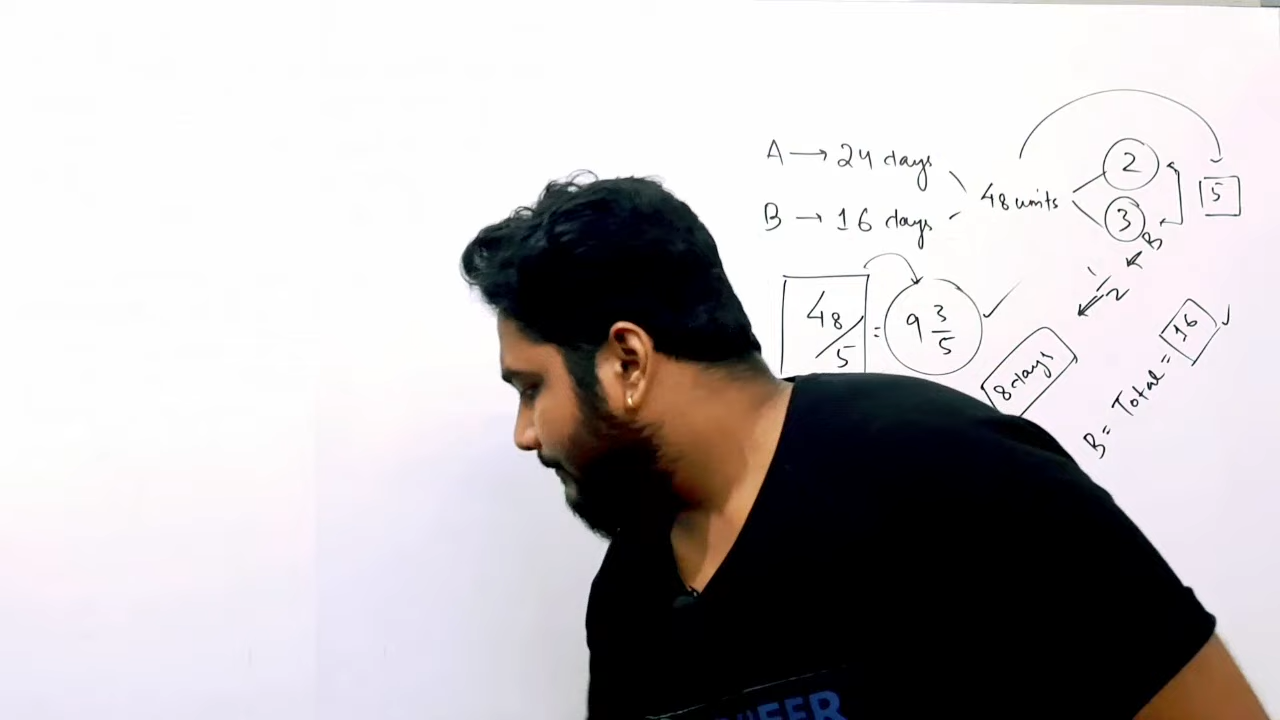 A → 24 days
B → 16 days
48 units
2
3
5
B
1/2
48/5 = 9 3/5
8 days
B = Total = 16